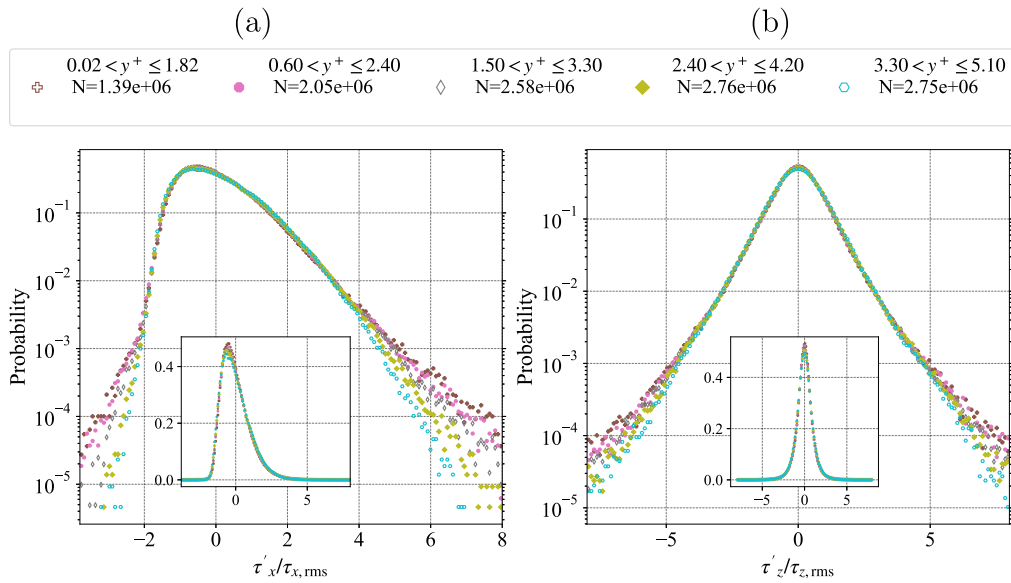 (a) (b)
0.02 < y⁺ ≤ 1.82 0.60 < y⁺ ≤ 2.40 1.50 < y⁺ ≤ 3.30 2.40 < y⁺ ≤ 4.20 3.30 < y⁺ ≤ 5.10
N=1.39e+06 N=2.05e+06 N=2.58e+06 N=2.76e+06 N=2.75e+06
Probability
10⁻¹
10⁻²
10⁻³
10⁻⁴
10⁻⁵
0.4
0.2
0.0
0 5
−2 0 2 4 6 8
τ′x/τx,rms
Probability
10⁻¹
10⁻²
10⁻³
10⁻⁴
10⁻⁵
0.4
0.2
0.0
−5 0 5
−5 0 5
τ′z/τz,rms